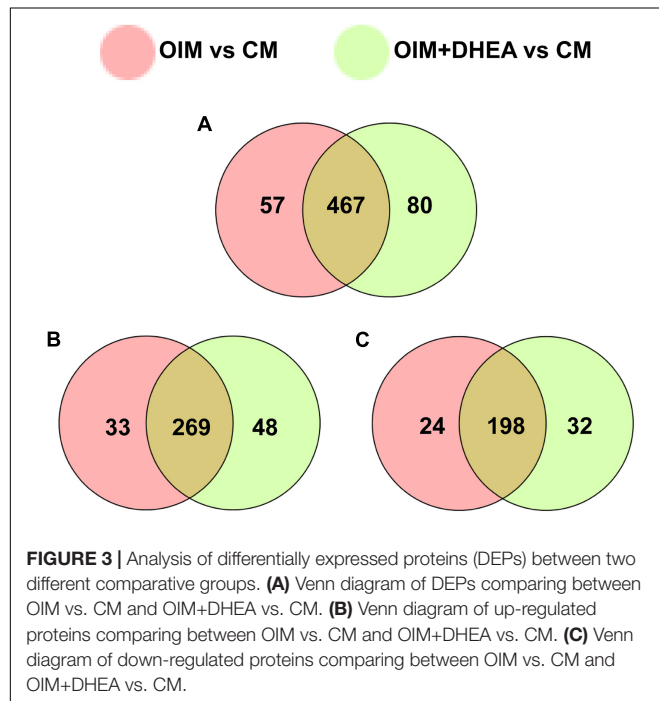 OIM vs CM
OIM+DHEA vs CM
A
57
467
80
B
33
269
48
C
24
198
32
FIGURE 3 | Analysis of differentially expressed proteins (DEPs) between two
different comparative groups. (A) Venn diagram of DEPs comparing between
OIM vs. CM and OIM+DHEA vs. CM. (B) Venn diagram of up-regulated
proteins comparing between OIM vs. CM and OIM+DHEA vs. CM. (C) Venn
diagram of down-regulated proteins comparing between OIM vs. CM and
OIM+DHEA vs. CM.